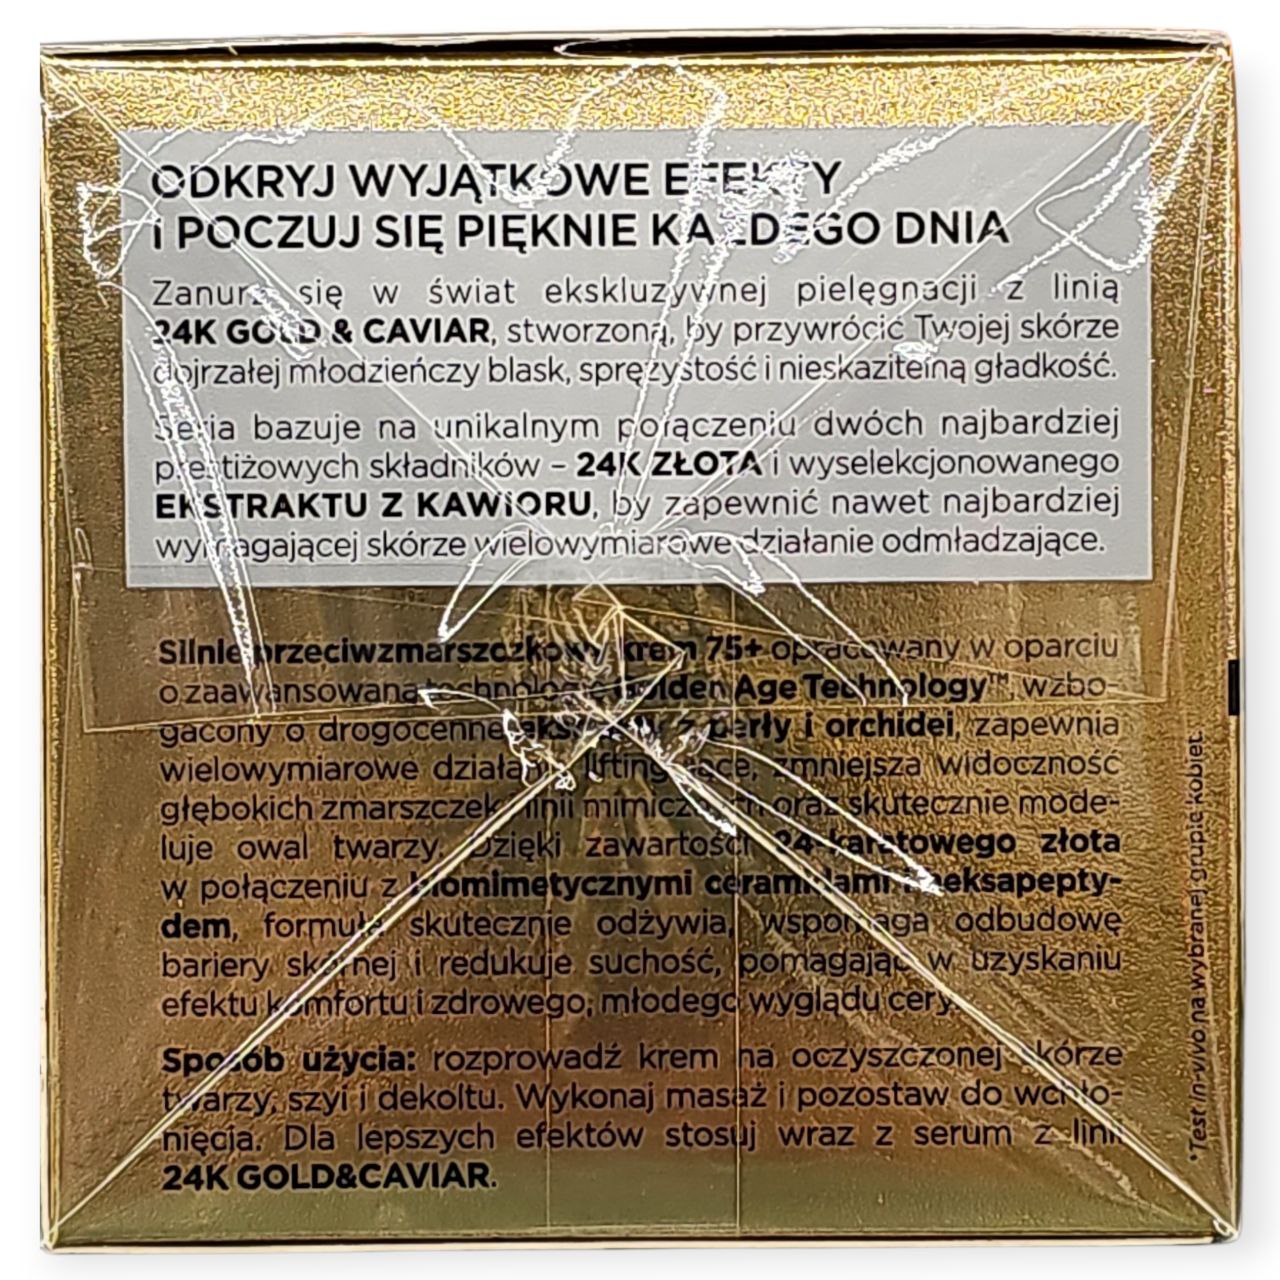 ODKRYJ WYJĄTKOWE EFEKTY
I POCZUJ SIĘ PIĘKNIE KAŻDEGO DNIA
Zanurz się w świat ekskluzywnej pielęgnacji z linią
24K GOLD & CAVIAR, stworzoną, by przywrócić Twojej skórze
dojrzałej młodzieńczy blask, sprężystość i nieskazitelną gładkość.
Seria bazuje na unikalnym połączeniu dwóch najbardziej
prestiżowych składników – 24K ZŁOTA i wyselekcjonowanego
EKSTRAKTU Z KAWIORU, by zapewnić nawet najbardziej
wymagającej skórze wielowymiarowe działanie odmładzające.
Silnie przeciwzmarszczkowy krem 75+ opracowany w oparciu
o zaawansowaną technologię Golden Age Technology™, wzbo-
gacony o drogocenne ekstrakty z perły i orchidei, zapewnia
wielowymiarowe działanie liftingujące, zmniejsza widoczność
głębokich zmarszczek i linii mimicznych oraz skutecznie mode-
luje owal twarzy. Dzięki zawartości 24-karatowego złota
w połączeniu z biomimetycznymi ceramidami i heksapepty-
dem, formuła skutecznie odżywia, wspomaga odbudowę
bariery skórnej i redukuje suchość, pomagając w uzyskaniu
efektu komfortu i zdrowego, młodego wyglądu cery.
Sposób użycia: rozprowadź krem na oczyszczonej skórze
twarzy, szyi i dekoltu. Wykonaj masaż i pozostaw do wchło-
nięcia. Dla lepszych efektów stosuj wraz z serum z linii
24K GOLD&CAVIAR.
*Test in-vivo na wybranej grupie kobiet.